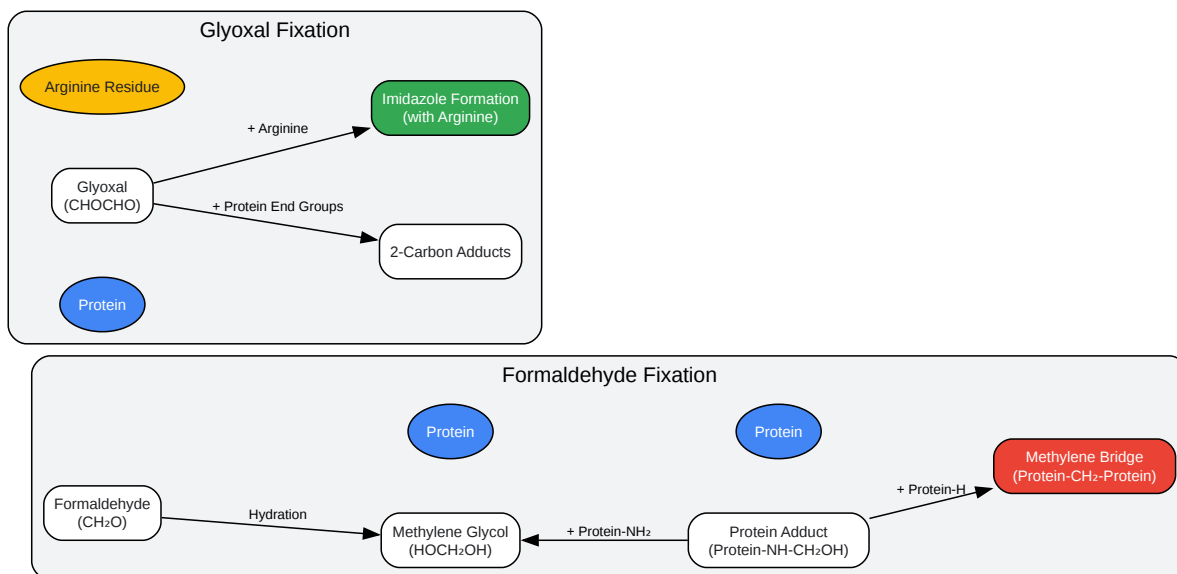 Glyoxal Fixation
Arginine Residue
Imidazole Formation
(with Arginine)
+ Arginine
Glyoxal
(CHOCHO)
+ Protein End Groups
2-Carbon Adducts
Protein
Formaldehyde Fixation
Protein
Protein
Methylene Bridge
(Protein-CH₂-Protein)
+ Protein-H
Formaldehyde
(CH₂O)
Hydration
Methylene Glycol
(HOCH₂OH)
+ Protein-NH₂
Protein Adduct
(Protein-NH-CH₂OH)